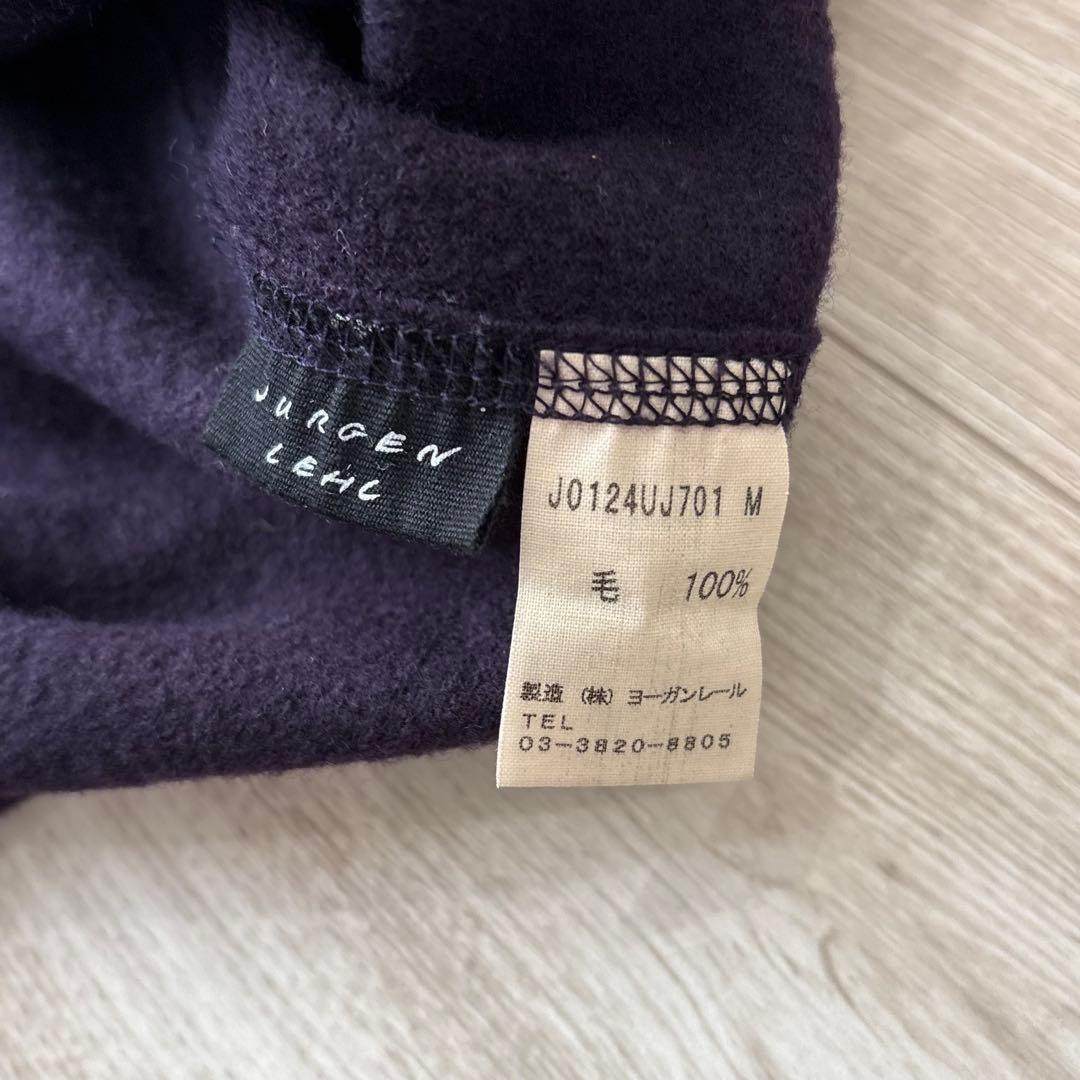 JURGEN
LEHL
J0124UJ701 M
毛 100%
製造 (株) ヨーガンレール
TEL
03-3820-8805